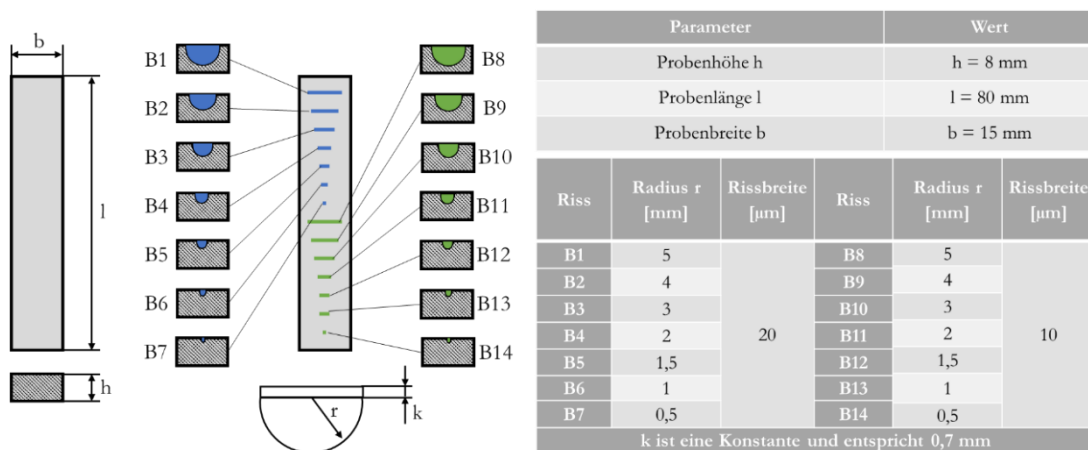 b
l
h
B1
B2
B3
B4
B5
B6
B7
B8
B9
B10
B11
B12
B13
B14
r
k
Parameter Wert
Probenhöhe h h = 8 mm
Probenlänge l l = 80 mm
Probenbreite b b = 15 mm
Riss Radius r [mm] Rissbreite [µm] Riss Radius r [mm] Rissbreite [µm]
B1 5 B8 5
B2 4 B9 4
B3 3 B10 3
B4 2 20 B11 2 10
B5 1,5 B12 1,5
B6 1 B13 1
B7 0,5 B14 0,5
k ist eine Konstante und entspricht 0,7 mm